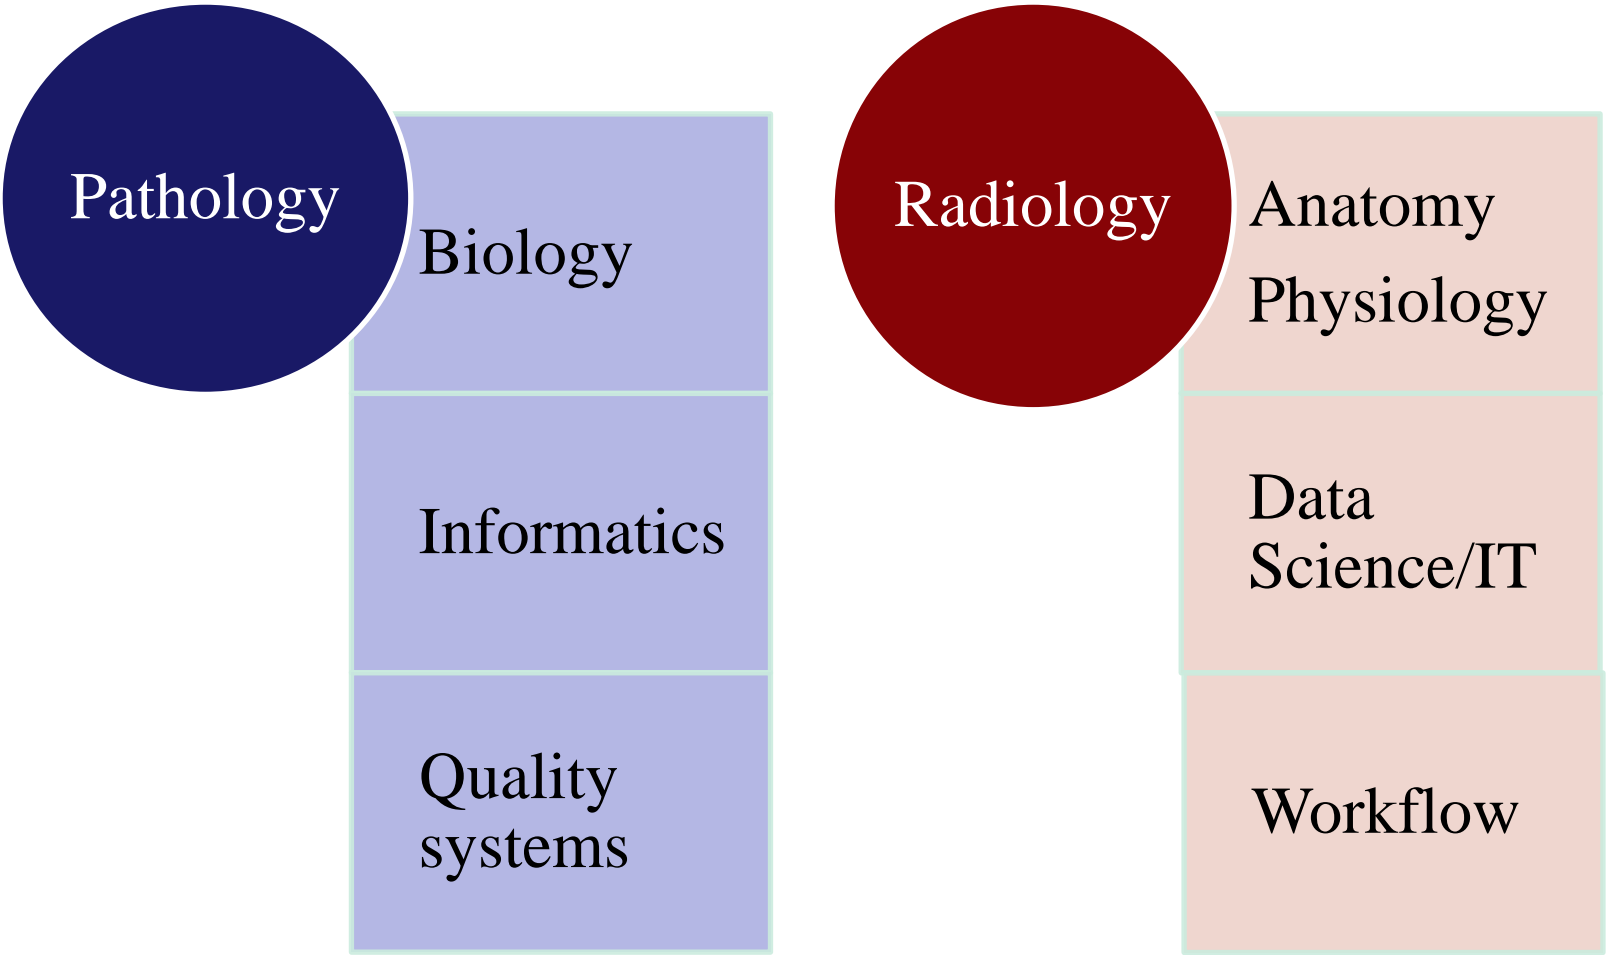 Pathology
Biology
Informatics
Quality
systems
Radiology
Anatomy
Physiology
Data
Science/IT
Workflow